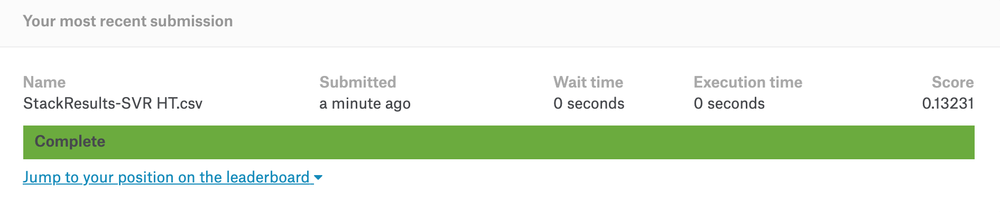 Your most recent submission
Name Submitted Wait time Execution time Score
StackResults-SVR HT.csv a minute ago 0 seconds 0 seconds 0.13231
Complete
Jump to your position on the leaderboard